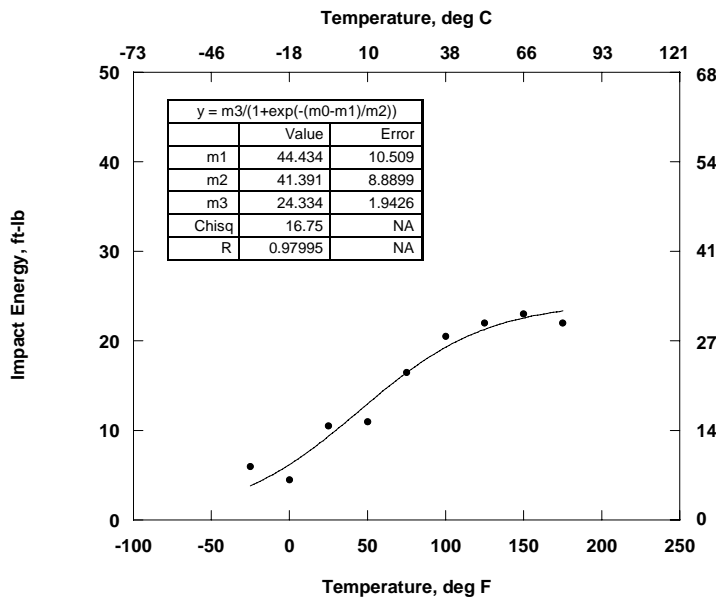 Temperature, deg C
-73 -46 -18 10 38 66 93 121
50 68
y = m3/(1+exp(-(m0-m1)/m2))
Value Error
m1 44.434 10.509
m2 41.391 8.8899
m3 24.334 1.9426
Chisq 16.75 NA
R 0.97995 NA
40 54
30 41
20 27
10 14
0 0
Impact Energy, ft-lb
-100 -50 0 50 100 150 200 250
Temperature, deg F